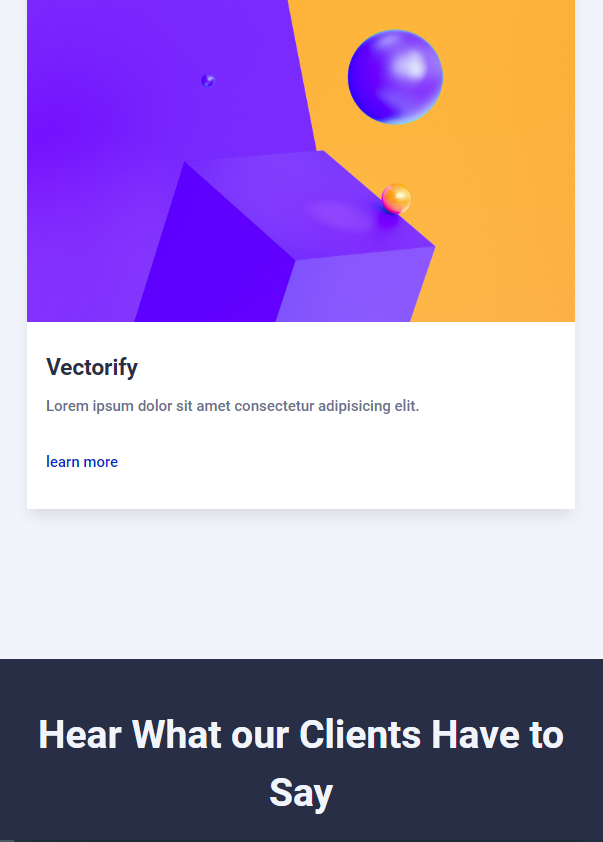 Vectorify
Lorem ipsum dolor sit amet consectetur adipisicing elit.
learn more
Hear What our Clients Have to
Say